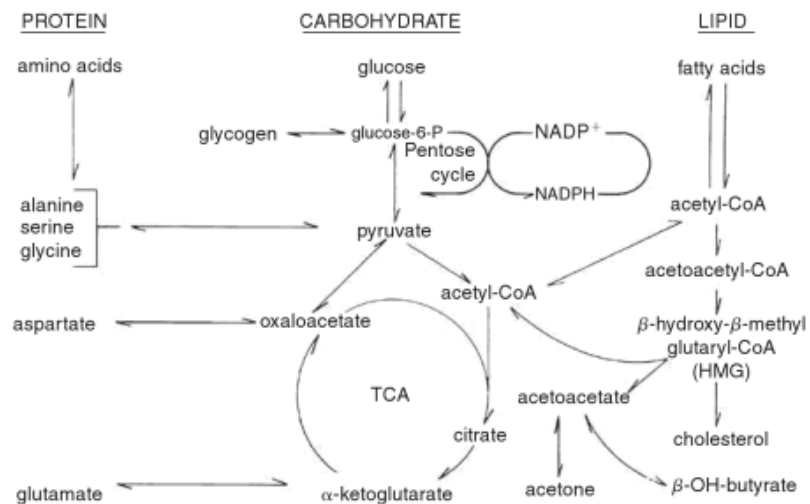 PROTEIN
CARBOHYDRATE
LIPID
amino acids
glucose
fatty acids
glycogen
glucose-6-P
NADP+
Pentose
cycle
NADPH
alanine
serine
glycine
pyruvate
acetyl-CoA
acetoacetyl-CoA
acetyl-CoA
aspartate
oxaloacetate
β-hydroxy-β-methyl
glutaryl-CoA
(HMG)
TCA
acetoacetate
citrate
cholesterol
glutamate
α-ketoglutarate
acetone
β-OH-butyrate